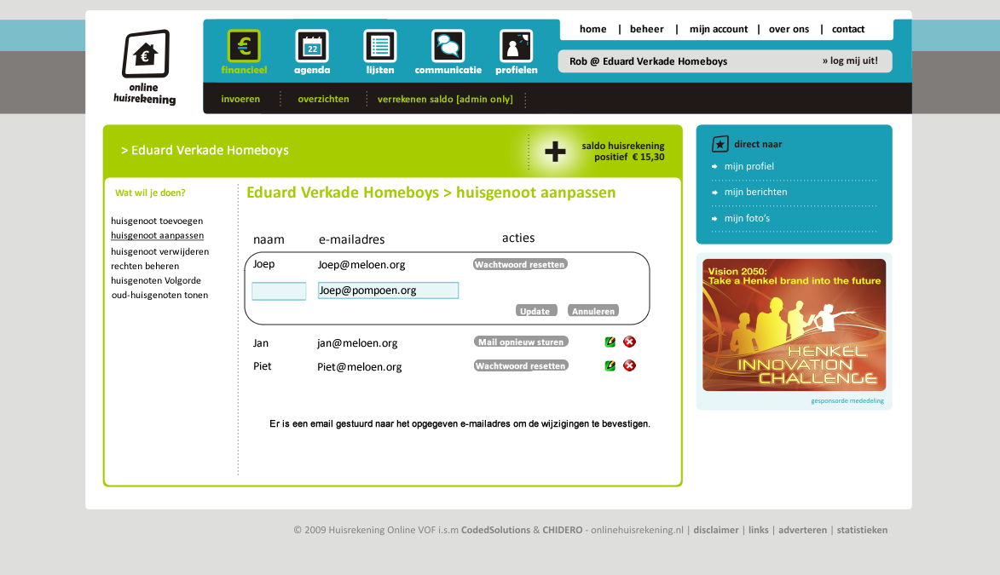 online
huisrekening
€
€
22
financieel
agenda
lijsten
communicatie
profielen
home | beheer | mijn account | over ons | contact
Rob @ Eduard Verkade Homeboys
» log mij uit!
invoeren
overzichten
verrekenen saldo [admin only]
> Eduard Verkade Homeboys
saldo huisrekening
positief € 15,30
Wat wil je doen?
huisgenoot toevoegen
huisgenoot aanpassen
huisgenoot verwijderen
rechten beheren
huisgenoten Volgorde
oud-huisgenoten tonen
Eduard Verkade Homeboys > huisgenoot aanpassen
naam e-mailadres acties
Joep Joep@meloen.org Wachtwoord resetten
Joep@pompoen.org
Update Annuleren
Jan jan@meloen.org Mail opnieuw sturen
Piet Piet@meloen.org Wachtwoord resetten
Er is een email gestuurd naar het opgegeven e-mailadres om de wijzigingen te bevestigen.
direct naar
mijn profiel
mijn berichten
mijn foto's
Vision 2050:
Take a Henkel brand into the future
HENKEL
INNOVATION
CHALLENGE
gesponsorde mededeling
© 2009 Huisrekening Online VOF i.s.m CodedSolutions & CHIDERO - onlinehuisrekening.nl | disclaimer | links | adverteren | statistieken